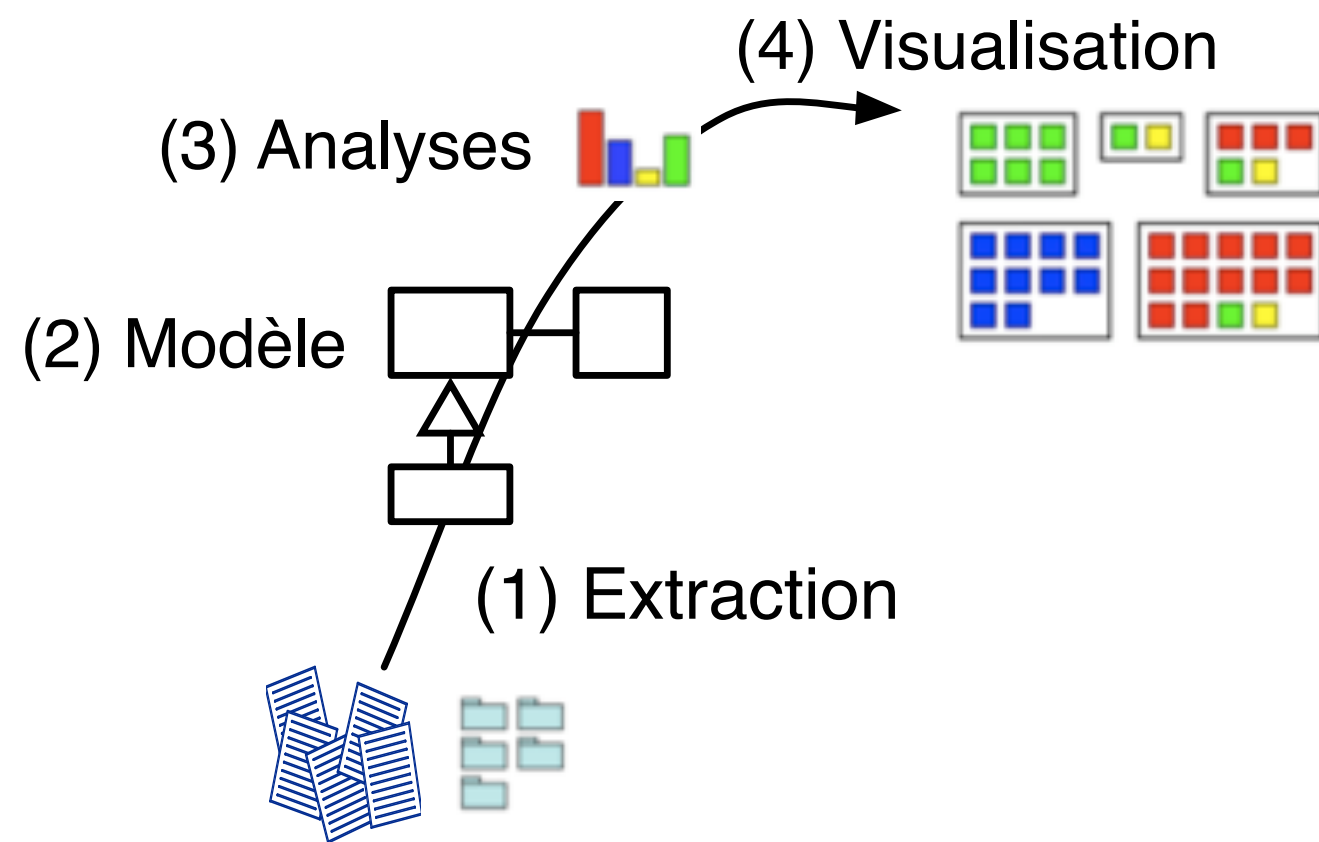 (4) Visualisation
(3) Analyses
(2) Modèle
(1) Extraction